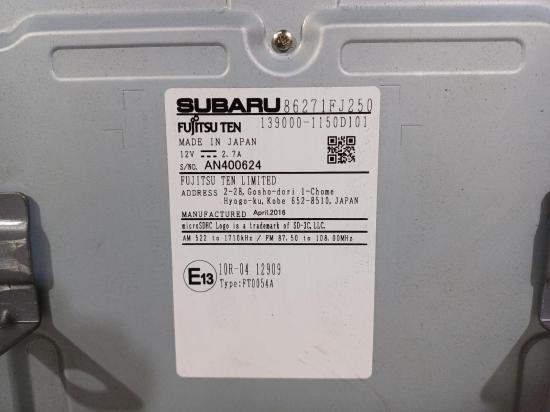 SUBARU 86271FJ250
FUJITSU TEN 139000-1150D101
MADE IN JAPAN
12V 2.7A
S/NO. AN400624
FUJITSU TEN LIMITED
ADDRESS 2-28, Gosho-dori 1-Chome
Hyogo-ku, Kobe 652-8510, JAPAN
MANUFACTURED April,2016
microSDHC Logo is a trademark of SD-3C, LLC.
AM 522 to 1710kHz / FM 87.50 to 108.00MHz
E13 10R-04 12909
Type:FT0054A